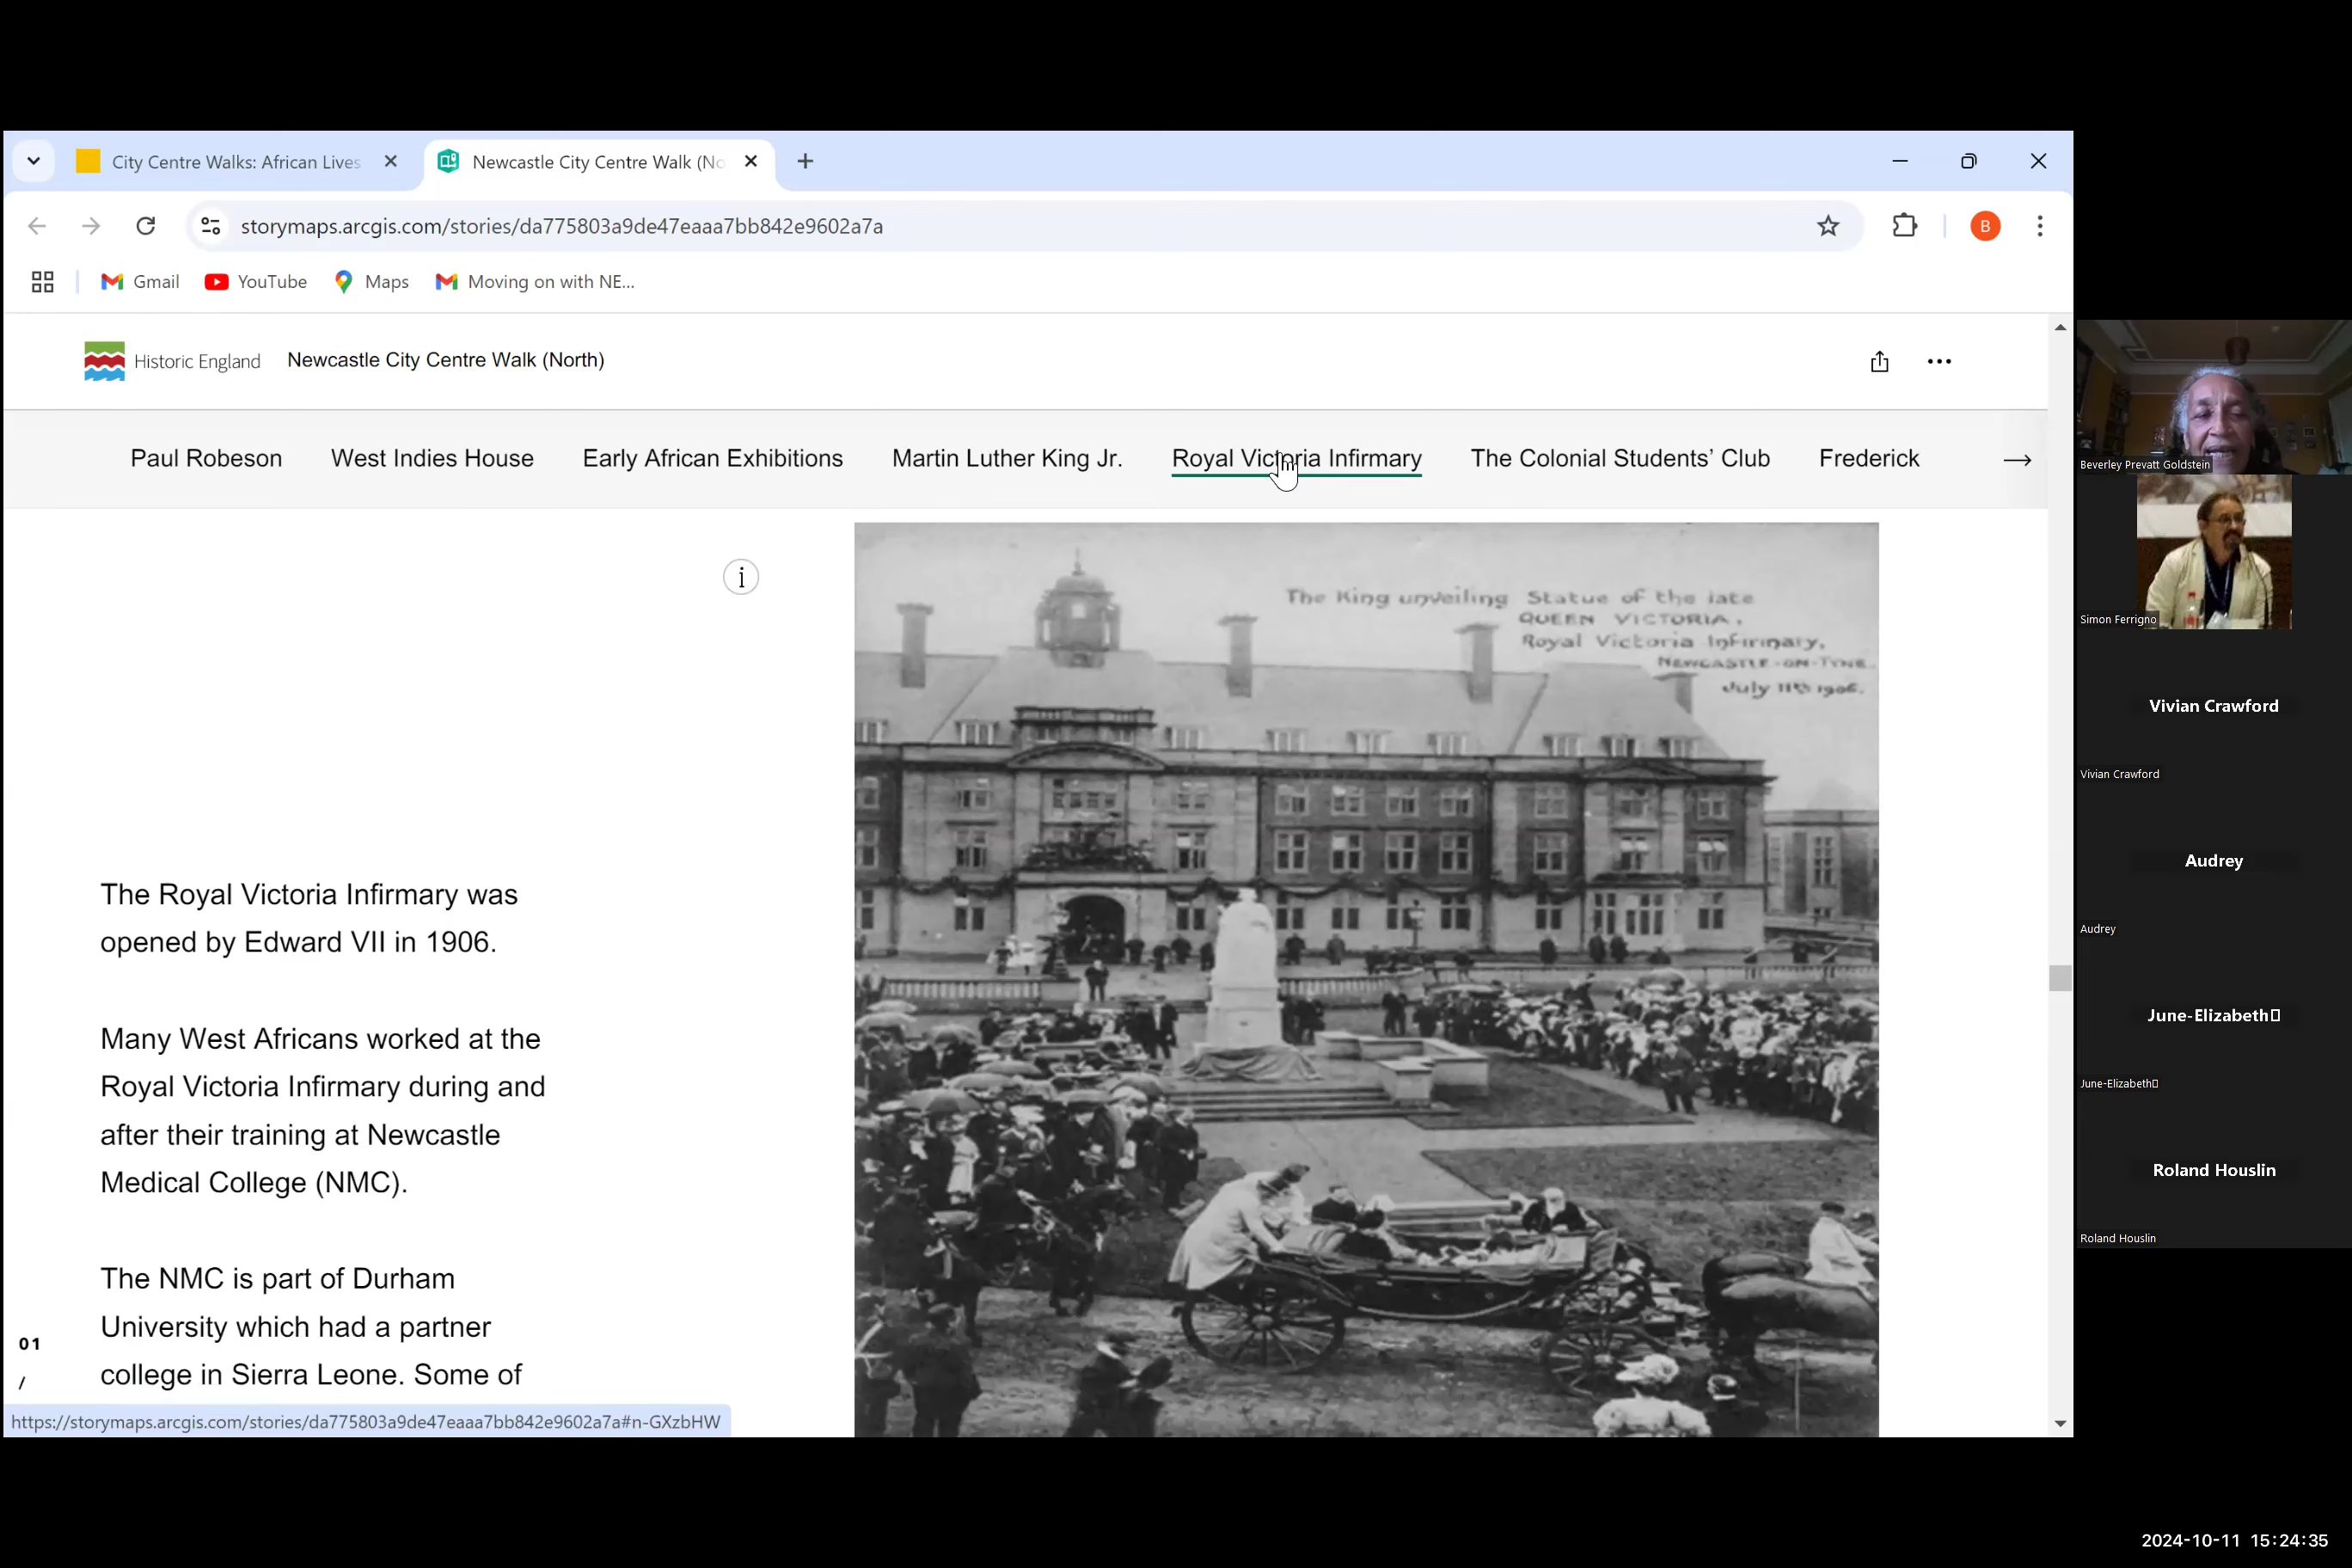 City Centre Walks: African Lives
Newcastle City Centre Walk (No
storymaps.arcgis.com/stories/da775803a9de47eaaa7bb842e9602a7a
B
Gmail
YouTube
Maps
Moving on with NE...
Historic England
Newcastle City Centre Walk (North)
Paul Robeson
West Indies House
Early African Exhibitions
Martin Luther King Jr.
Royal Victoria Infirmary
The Colonial Students’ Club
Frederick
i
The King unveiling Statue of the late
QUEEN VICTORIA,
Royal Victoria Infirmary,
NEWCASTLE-ON-TYNE.
July 11th 1906.
The Royal Victoria Infirmary was
opened by Edward VII in 1906.
Many West Africans worked at the
Royal Victoria Infirmary during and
after their training at Newcastle
Medical College (NMC).
The NMC is part of Durham
University which had a partner
college in Sierra Leone. Some of
01
/
https://storymaps.arcgis.com/stories/da775803a9de47eaaa7bb842e9602a7a#n-GXzbHW
Beverley Prevatt Goldstein
Simon Ferrigno
Vivian Crawford
Vivian Crawford
Audrey
Audrey
June-Elizabeth
June-Elizabeth
Roland Houslin
Roland Houslin
2024-10-11 15:24:35